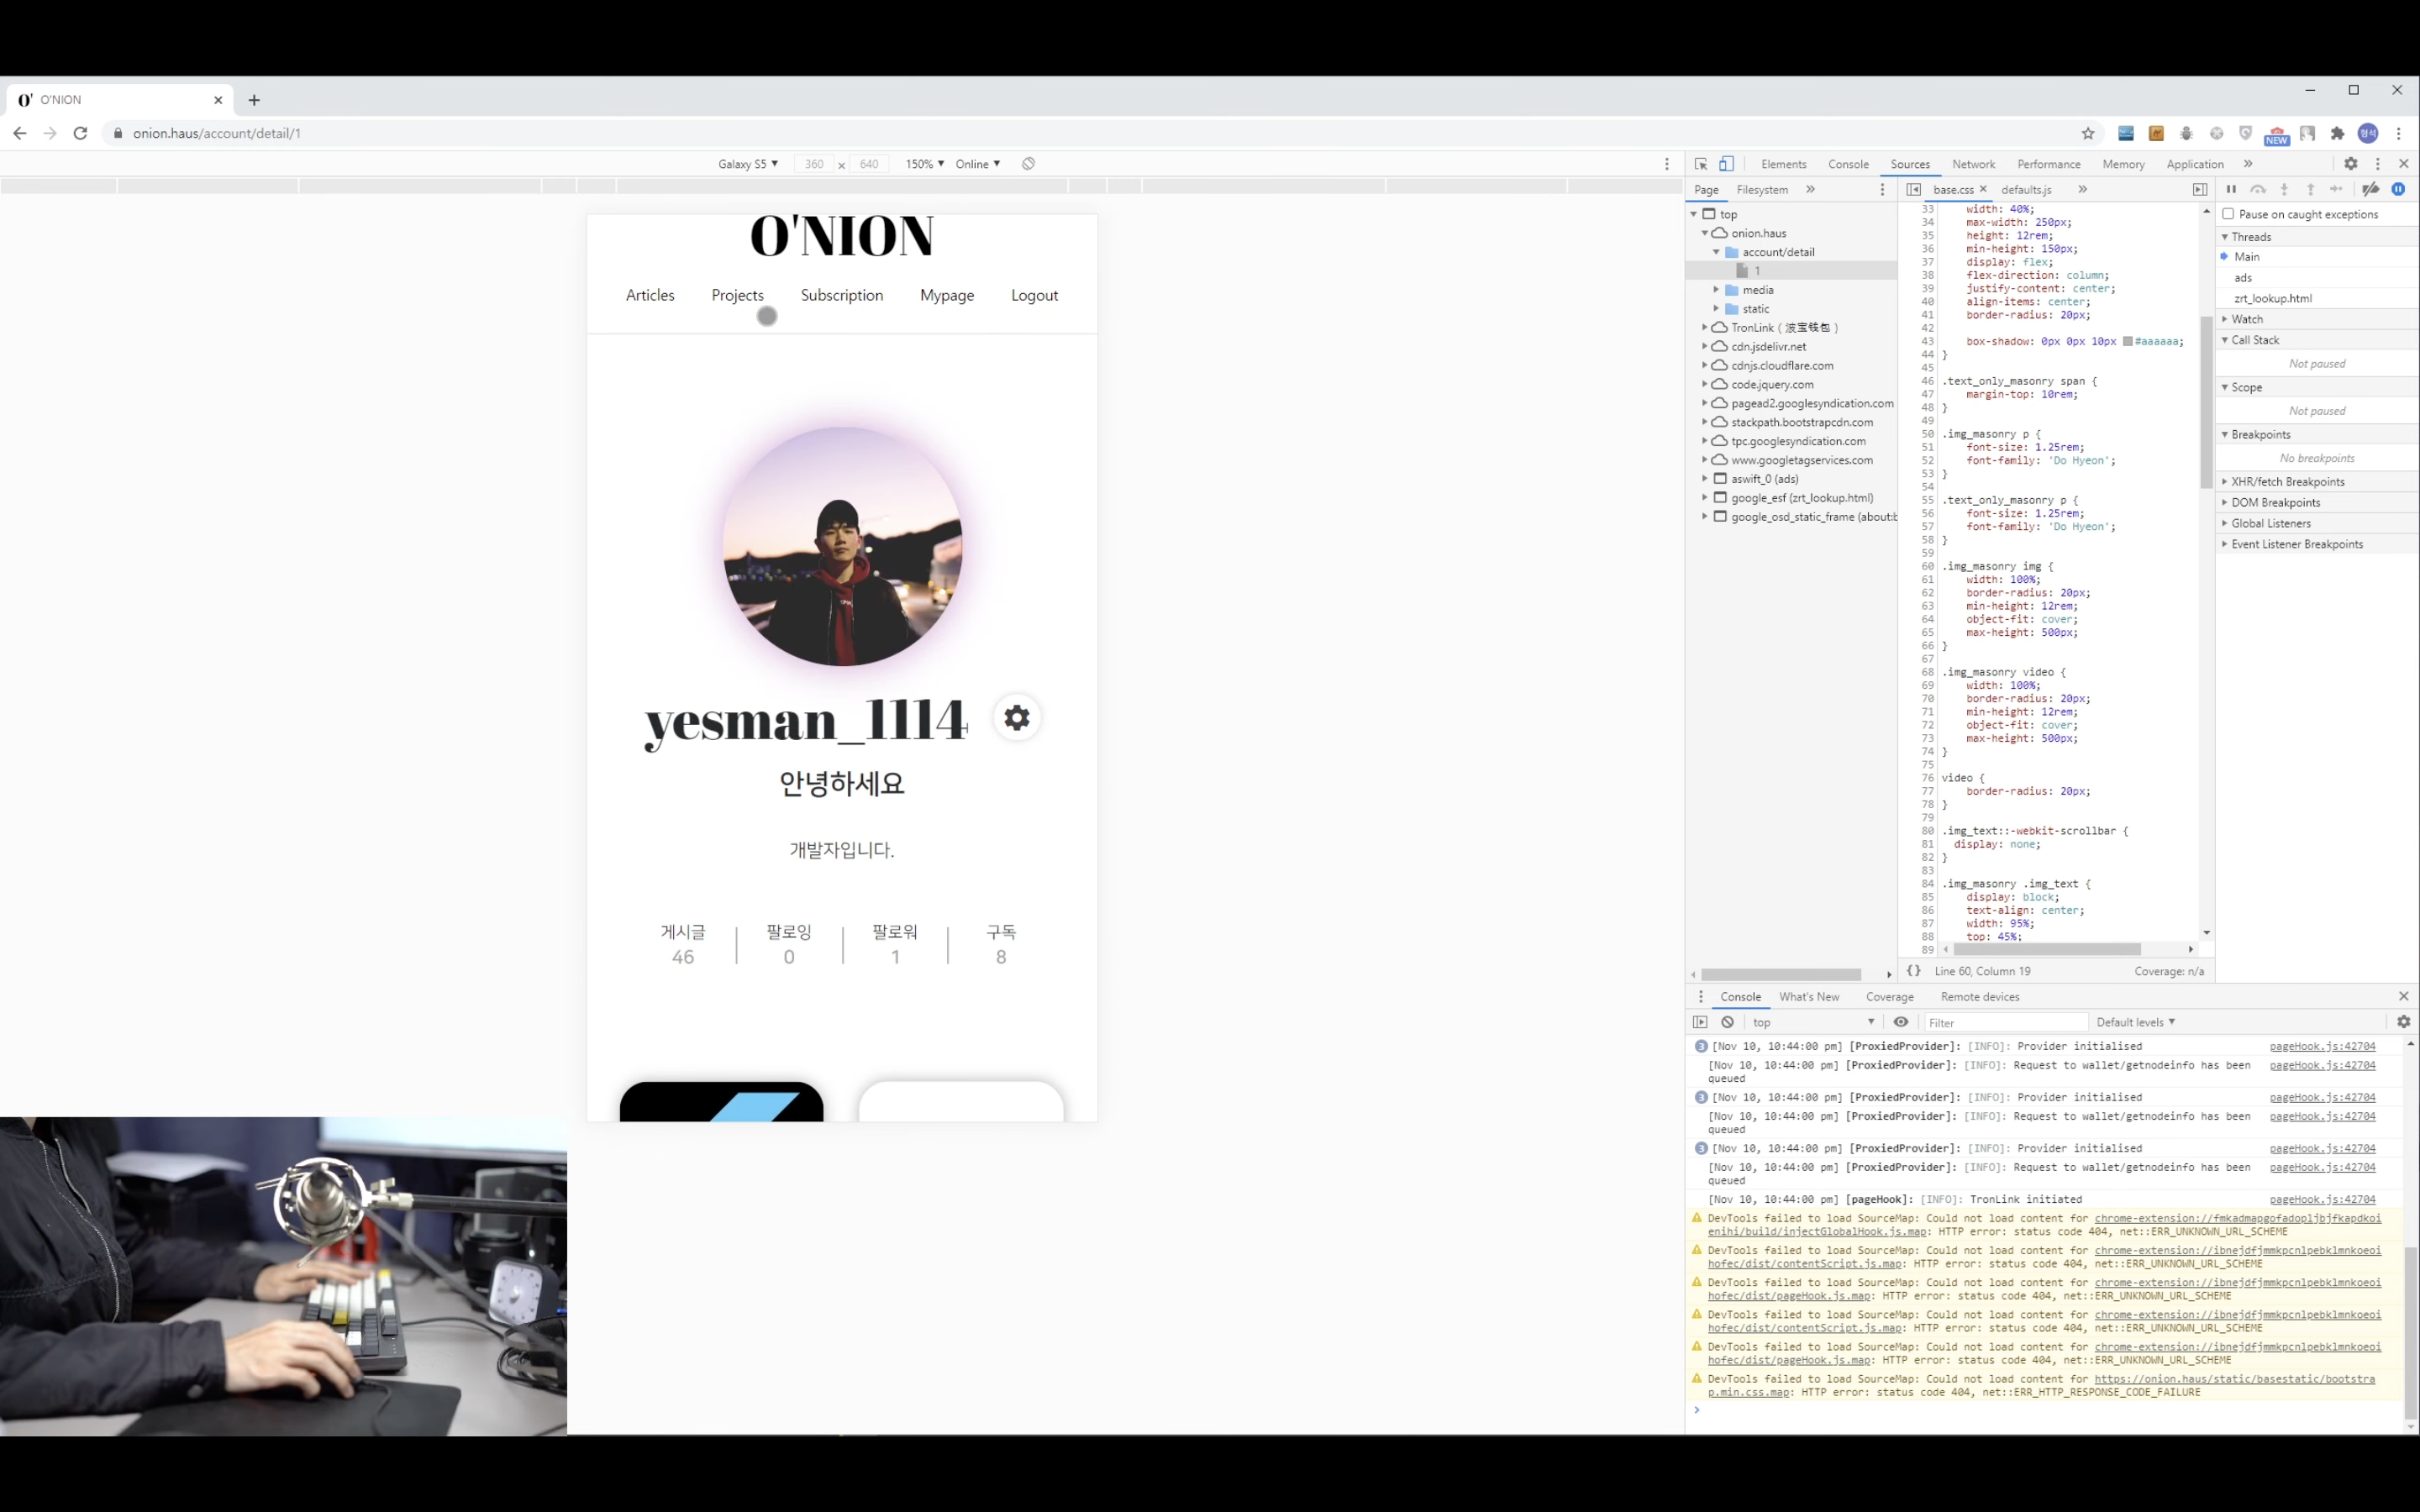 O' O'NION
onion.haus/account/detail/1
NEW
형석
Galaxy S5 360 x 640 150% Online
O'NION
Articles Projects Subscription Mypage Logout
yesman_1114
안녕하세요
개발자입니다.
게시글 팔로잉 팔로워 구독
46 0 1 8
Elements Console Sources Network Performance Memory Application
Page Filesystem
top
onion.haus
account/detail
1
media
static
TronLink ( 波宝钱包 )
cdn.jsdelivr.net
cdnjs.cloudflare.com
code.jquery.com
pagead2.googlesyndication.com
stackpath.bootstrapcdn.com
tpc.googlesyndication.com
www.googletagservices.com
aswift_0 (ads)
google_esf (zrt_lookup.html)
google_osd_static_frame (about:b
base.css defaults.js
33 width: 40%;
34 max-width: 250px;
35 height: 12rem;
36 min-height: 150px;
37 display: flex;
38 flex-direction: column;
39 justify-content: center;
40 align-items: center;
41 border-radius: 20px;
42
43 box-shadow: 0px 0px 10px #aaaaaa;
44 }
45
46 .text_only_masonry span {
47 margin-top: 10rem;
48 }
49
50 .img_masonry p {
51 font-size: 1.25rem;
52 font-family: 'Do Hyeon';
53 }
54
55 .text_only_masonry p {
56 font-size: 1.25rem;
57 font-family: 'Do Hyeon';
58 }
59
60 .img_masonry img {
61 width: 100%;
62 border-radius: 20px;
63 min-height: 12rem;
64 object-fit: cover;
65 max-height: 500px;
66 }
67
68 .img_masonry video {
69 width: 100%;
70 border-radius: 20px;
71 min-height: 12rem;
72 object-fit: cover;
73 max-height: 500px;
74 }
75
76 video {
77 border-radius: 20px;
78 }
79
80 .img_text::-webkit-scrollbar {
81 display: none;
82 }
83
84 .img_masonry .img_text {
85 display: block;
86 text-align: center;
87 width: 95%;
88 top: 45%;
89
{} Line 60, Column 19 Coverage: n/a
Pause on caught exceptions
Threads
Main
ads
zrt_lookup.html
Watch
Call Stack
Not paused
Scope
Not paused
Breakpoints
No breakpoints
XHR/fetch Breakpoints
DOM Breakpoints
Global Listeners
Event Listener Breakpoints
Console What's New Coverage Remote devices
top Filter Default levels
3 [Nov 10, 10:44:00 pm] [ProxiedProvider]: [INFO]: Provider initialised pageHook.js:42704
[Nov 10, 10:44:00 pm] [ProxiedProvider]: [INFO]: Request to wallet/getnodeinfo has been pageHook.js:42704
queued
3 [Nov 10, 10:44:00 pm] [ProxiedProvider]: [INFO]: Provider initialised pageHook.js:42704
[Nov 10, 10:44:00 pm] [ProxiedProvider]: [INFO]: Request to wallet/getnodeinfo has been pageHook.js:42704
queued
3 [Nov 10, 10:44:00 pm] [ProxiedProvider]: [INFO]: Provider initialised pageHook.js:42704
[Nov 10, 10:44:00 pm] [ProxiedProvider]: [INFO]: Request to wallet/getnodeinfo has been pageHook.js:42704
queued
[Nov 10, 10:44:00 pm] [pageHook]: [INFO]: TronLink initiated pageHook.js:42704
DevTools failed to load SourceMap: Could not load content for chrome-extension://fmkadmapgofadopljbjfkapdkoi
enihi/build/injectGlobalHook.js.map: HTTP error: status code 404, net::ERR_UNKNOWN_URL_SCHEME
DevTools failed to load SourceMap: Could not load content for chrome-extension://ibnejdfjmmkpcnlpebklmnkoeoi
hofec/dist/contentScript.js.map: HTTP error: status code 404, net::ERR_UNKNOWN_URL_SCHEME
DevTools failed to load SourceMap: Could not load content for chrome-extension://ibnejdfjmmkpcnlpebklmnkoeoi
hofec/dist/pageHook.js.map: HTTP error: status code 404, net::ERR_UNKNOWN_URL_SCHEME
DevTools failed to load SourceMap: Could not load content for chrome-extension://ibnejdfjmmkpcnlpebklmnkoeoi
hofec/dist/contentScript.js.map: HTTP error: status code 404, net::ERR_UNKNOWN_URL_SCHEME
DevTools failed to load SourceMap: Could not load content for chrome-extension://ibnejdfjmmkpcnlpebklmnkoeoi
hofec/dist/pageHook.js.map: HTTP error: status code 404, net::ERR_UNKNOWN_URL_SCHEME
DevTools failed to load SourceMap: Could not load content for https://onion.haus/static/basestatic/bootstra
p.min.css.map: HTTP error: status code 404, net::ERR_HTTP_RESPONSE_CODE_FAILURE